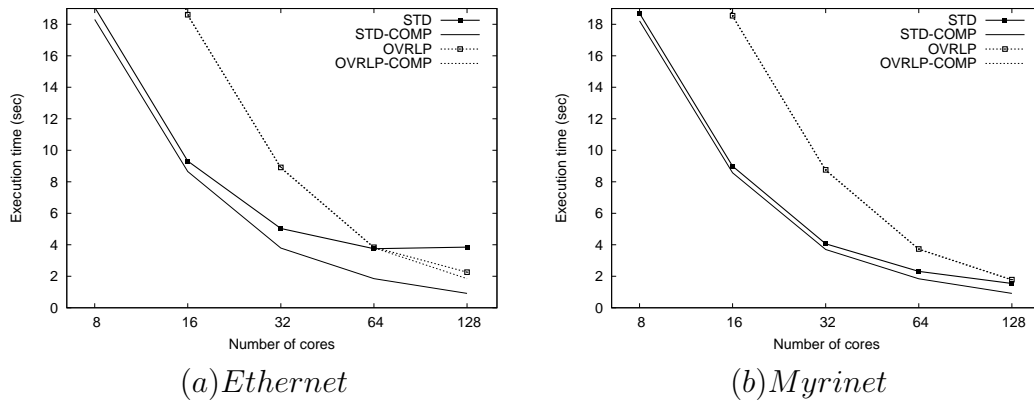 18
16
14
12
10
8
6
4
2
0
Execution time (sec)
8 16 32 64 128
Number of cores
STD
STD-COMP
OVRLP
OVRLP-COMP
(a)Ethernet
18
16
14
12
10
8
6
4
2
0
Execution time (sec)
8 16 32 64 128
Number of cores
STD
STD-COMP
OVRLP
OVRLP-COMP
(b)Myrinet